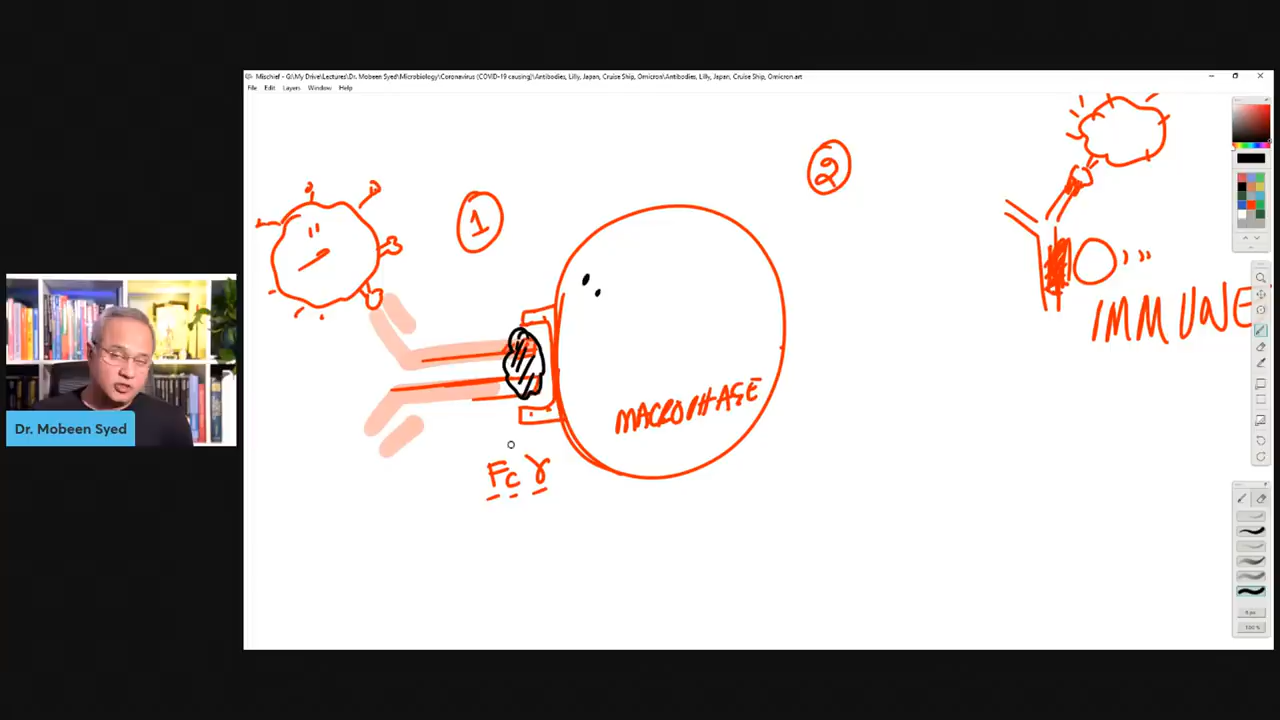 Mischief - G:\My Drive\Lectures\Dr. Mobeen Syed\Microbiology\Coronavirus (COVID-19 causing)\Antibodies, Lilly, Japan, Cruise Ship, Omicron\Antibodies, Lilly, Japan, Cruise Ship, Omicron.art
File Edit Layers Window Help
2
1
IMMUNE
MACROPHAGE
Dr. Mobeen Syed
Fc γ